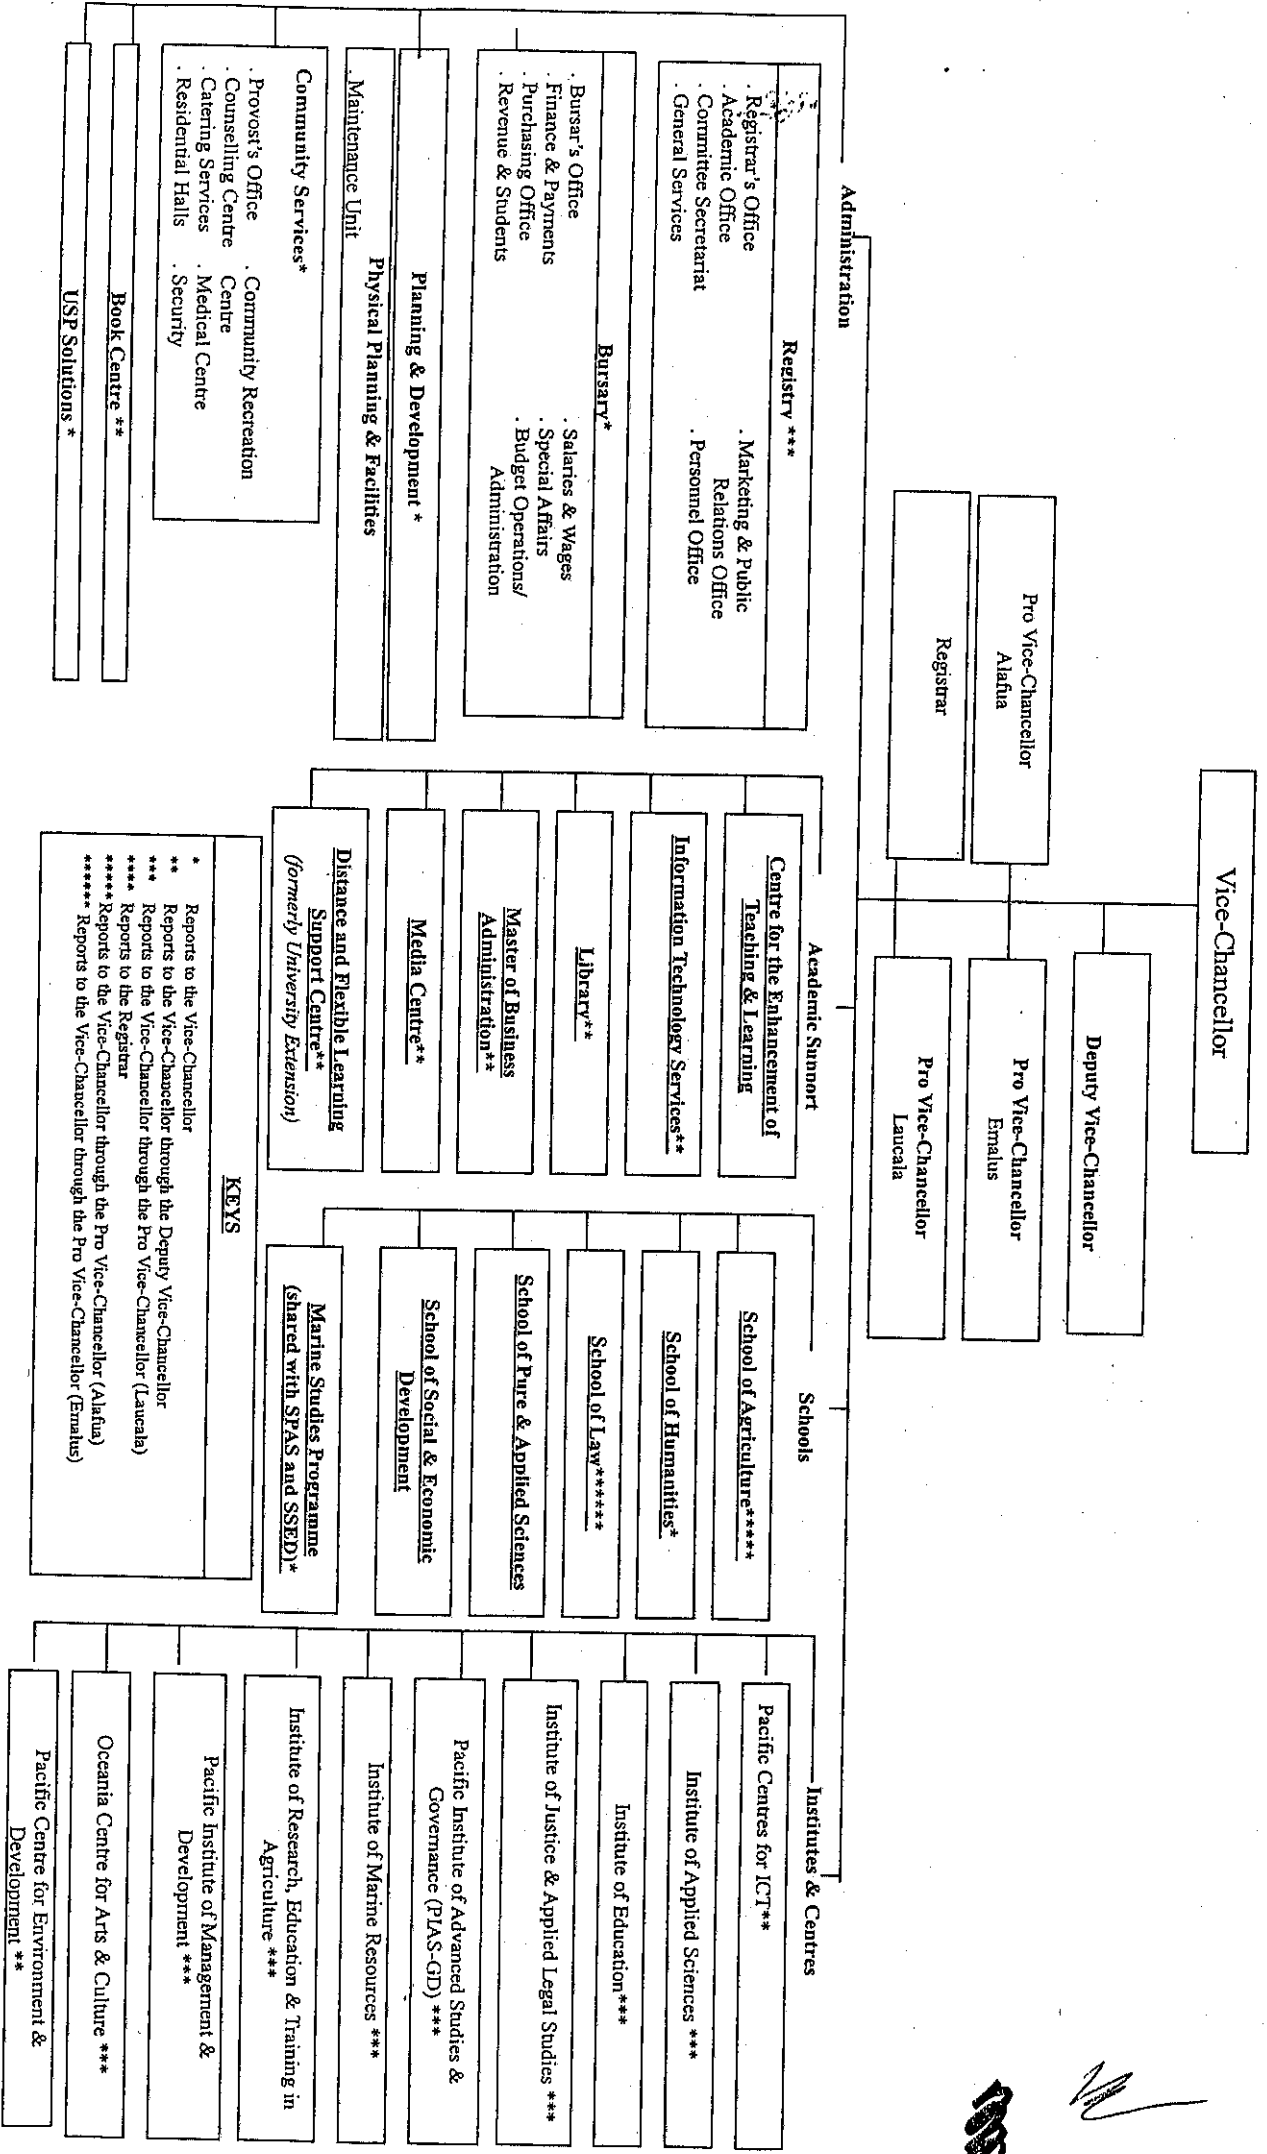 Vice-Chancellor
Deputy Vice-Chancellor
Pro Vice-Chancellor
Alafua
Pro Vice-Chancellor
Emalus
Registrar
Pro Vice-Chancellor
Laucala
Administration
Registry ***
. Registrar's Office
. Academic Office
. Committee Secretariat
. General Services
. Marketing & Public
Relations Office
. Personnel Office
Bursary*
. Bursar's Office
. Finance & Payments
. Purchasing Office
. Revenue & Students
. Salaries & Wages
. Special Affairs
. Budget Operations/
Administration
Planning & Development *
Physical Planning & Facilities
. Maintenance Unit
Community Services*
. Provost's Office
. Counselling Centre
. Catering Services
. Residential Halls
. Community Recreation
Centre
. Medical Centre
. Security
Book Centre **
USP Solutions *
Academic Support
Centre for the Enhancement of
Teaching & Learning
Information Technology Services**
Library**
Master of Business
Administration**
Media Centre**
Distance and Flexible Learning
Support Centre**
(formerly University Extension)
Schools
School of Agriculture*****
School of Humanities*
School of Law******
School of Pure & Applied Sciences
School of Social & Economic
Development
Marine Studies Programme
(shared with SPAS and SSED)*
Institutes & Centres
Pacific Centres for ICT**
Institute of Applied Sciences ***
Institute of Education***
Institute of Justice & Applied Legal Studies ***
Pacific Institute of Advanced Studies &
Governance (PIAS-GD) ***
Institute of Marine Resources ***
Institute of Research, Education & Training in
Agriculture ***
Pacific Institute of Management &
Development ***
Oceania Centre for Arts & Culture ***
Pacific Centre for Environment &
Development **
KEYS
* Reports to the Vice-Chancellor
** Reports to the Vice-Chancellor through the Deputy Vice-Chancellor
*** Reports to the Vice-Chancellor through the Pro Vice-Chancellor (Laucala)
**** Reports to the Registrar
***** Reports to the Vice-Chancellor through the Pro Vice-Chancellor (Alafua)
****** Reports to the Vice-Chancellor through the Pro Vice-Chancellor (Emalus)